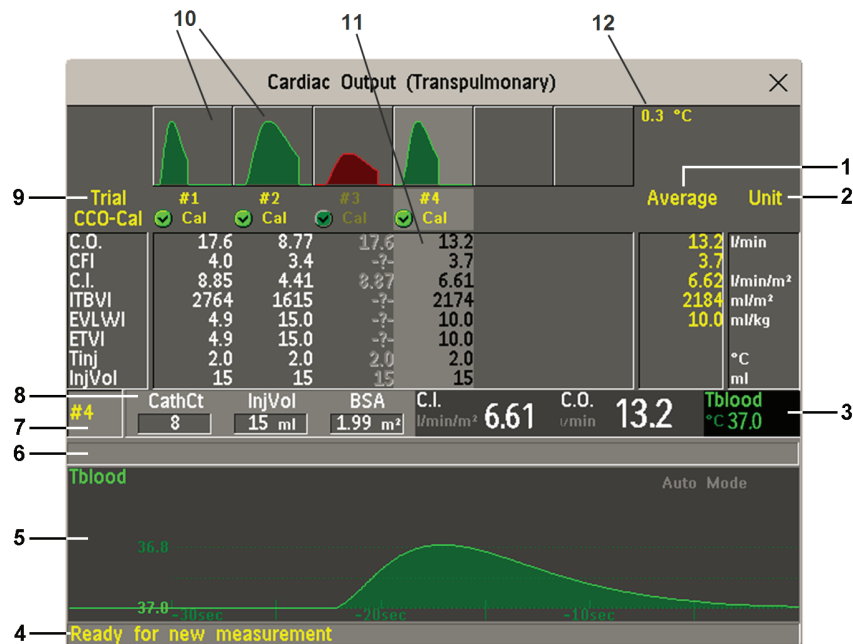 10 11 12
Cardiac Output (Transpulmonary)
0.3 °C
1
2
9
Trial #1 #2 #3 #4 Average Unit
CCO-Cal Cal Cal Cal Cal
C.O. 17.6 8.77 17.6 13.2 13.2 l/min
CFI 4.0 3.4 -?- 3.7 3.7
C.I. 8.85 4.41 8.87 6.61 6.62 l/min/m²
ITBVI 2764 1615 -?- 2174 2184 ml/m²
EVLWI 4.9 15.0 -?- 10.0 10.0 ml/kg
ETVI 4.9 15.0 -?- 10.0
Tinj 2.0 2.0 2.0 2.0 °C
InjVol 15 15 15 15 ml
8
CathCt InjVol BSA C.I. C.O. Tblood
#4 8 15 ml 1.99 m² l/min/m² 6.61 l/min 13.2 °C 37.0
3
7
6
Tblood
Auto Mode
5
36.8
37.0 -30sec -20sec -10sec
4
Ready for new measurement